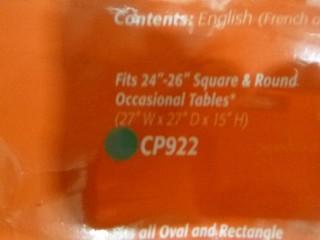 Contents: English (French o
Fits 24"-26" Square & Round
Occasional Tables*
(27" W x 27" D x 15" H)
CP922
Fits all Oval and Rectangle